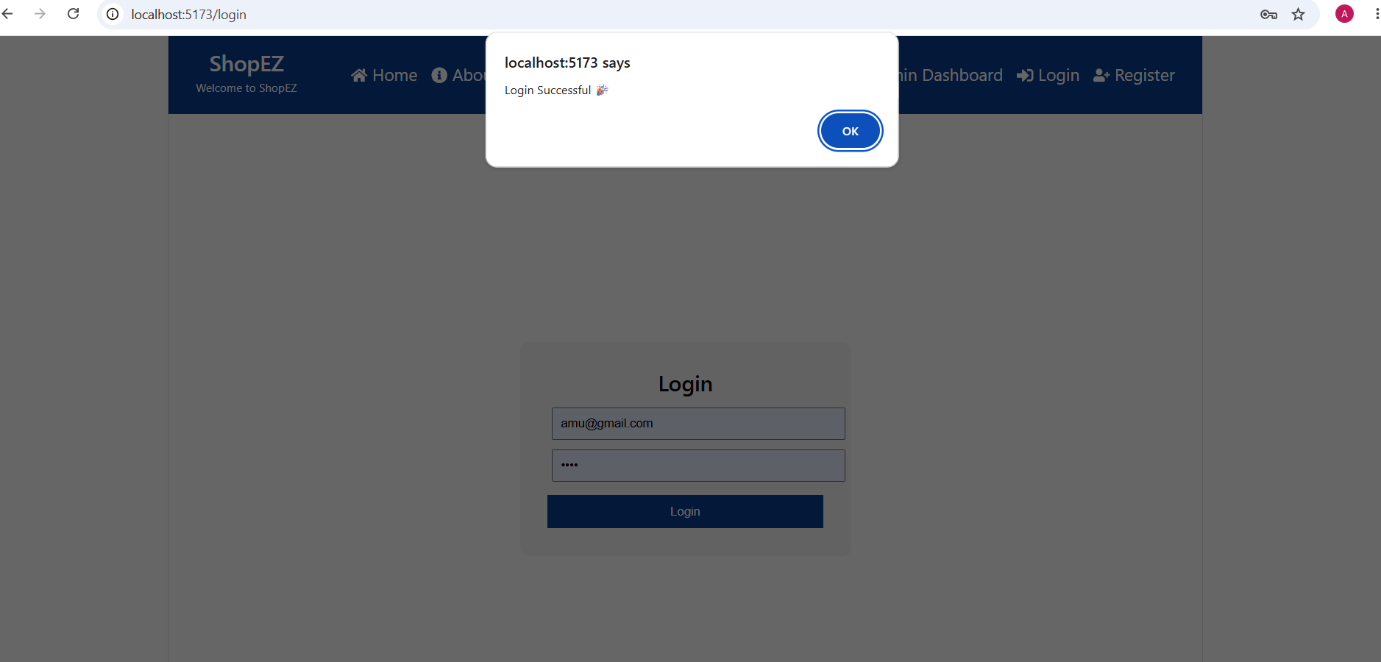 localhost:5173/login
A
ShopEZ
Welcome to ShopEZ
Home
Dashboard
Login
Register
localhost:5173 says
Login Successful 🎉
OK
Login
amu@gmail.com
••••
Login